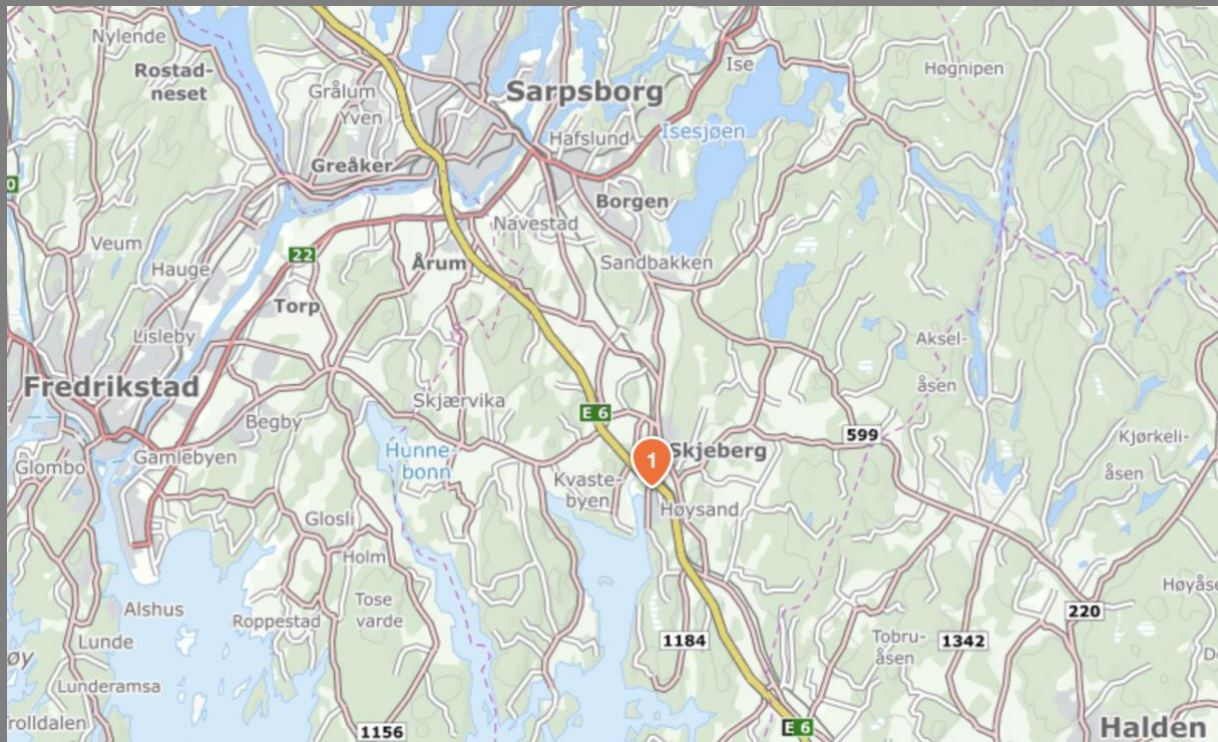 Nylende
Rostad-
neset
Ise
Høgnipen
Grålum
Sarpsborg
Yven
Hafslund
Isesjøen
Greåker
Borgen
Navestad
Veum
22
Hauge
Årum
Sandbakken
Torp
Lisleby
Aksel-
åsen
Fredrikstad
Skjærvika
E 6
Begby
599
Kjørkeli-
åsen
Gamlebyen
Hunne-
bonn
1
Skjeberg
Glombo
Kvaste-
byen
Høysand
Glosli
Holm
Alshus
Tose
varde
Roppestad
220
Lunde
1184
Tobru-
åsen
1342
Lunderamsa
1156
E 6
Halden